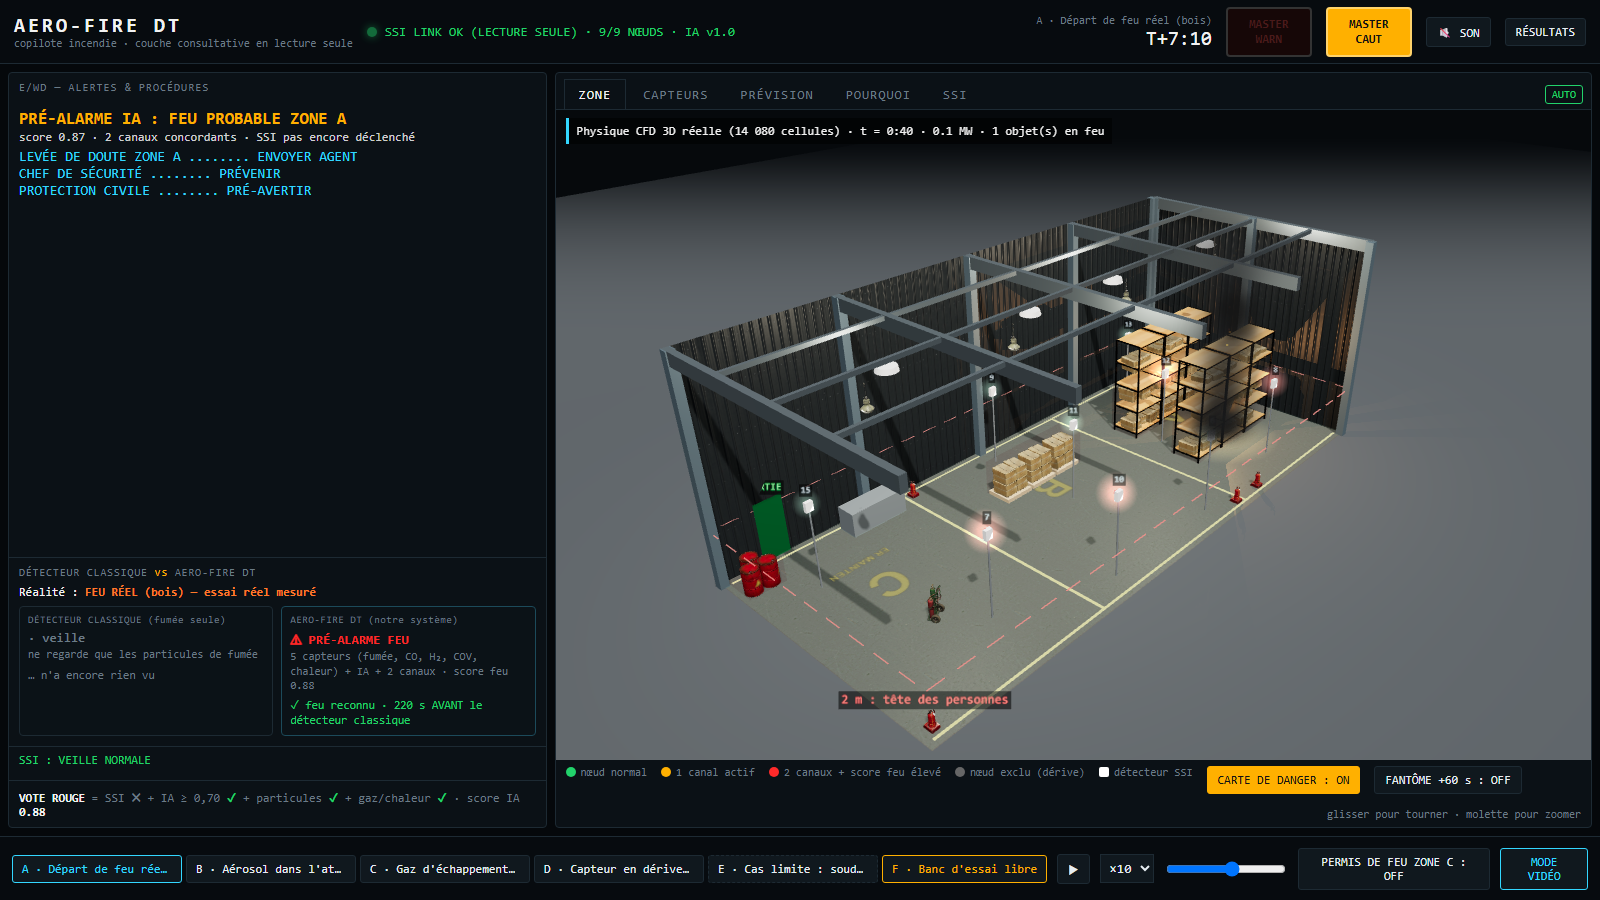 AERO-FIRE DT
copilote incendie · couche consultative en lecture seule
SSI LINK OK (LECTURE SEULE) · 9/9 NŒUDS · IA v1.0
A · Départ de feu réel (bois)
T+7:10
MASTER
WARN
MASTER
CAUT
SON
RÉSULTATS
E/WD — ALERTES & PROCÉDURES
PRÉ-ALARME IA : FEU PROBABLE ZONE A
score 0.87 · 2 canaux concordants · SSI pas encore déclenché
LEVÉE DE DOUTE ZONE A ........ ENVOYER AGENT
CHEF DE SÉCURITÉ ........ PRÉVENIR
PROTECTION CIVILE ........ PRÉ-AVERTIR
DÉTECTEUR CLASSIQUE VS AERO-FIRE DT
Réalité : FEU RÉEL (bois) — essai réel mesuré
DÉTECTEUR CLASSIQUE (fumée seule)
· veille
ne regarde que les particules de fumée
… n'a encore rien vu
AERO-FIRE DT (notre système)
PRÉ-ALARME FEU
5 capteurs (fumée, CO, H₂, COV,
chaleur) + IA + 2 canaux · score feu
0.88
✓ feu reconnu · 220 s AVANT le
détecteur classique
SSI : VEILLE NORMALE
VOTE ROUGE = SSI ✕ + IA ≥ 0,70 ✓ + particules ✓ + gaz/chaleur ✓ · score IA
0.88
ZONE
CAPTEURS
PRÉVISION
POURQUOI
SSI
AUTO
Physique CFD 3D réelle (14 080 cellules) · t = 0:40 · 0.1 MW · 1 objet(s) en feu
13
9
11
10
7
15
TIE
B
C
2 m : tête des personnes
nœud normal
1 canal actif
2 canaux + score feu élevé
nœud exclu (dérive)
détecteur SSI
CARTE DE DANGER : ON
FANTÔME +60 s : OFF
glisser pour tourner · molette pour zoomer
A · Départ de feu rée…
B · Aérosol dans l'at…
C · Gaz d'échappement…
D · Capteur en dérive…
E · Cas limite : soud…
F · Banc d'essai libre
x10
PERMIS DE FEU ZONE C :
OFF
MODE
VIDÉO